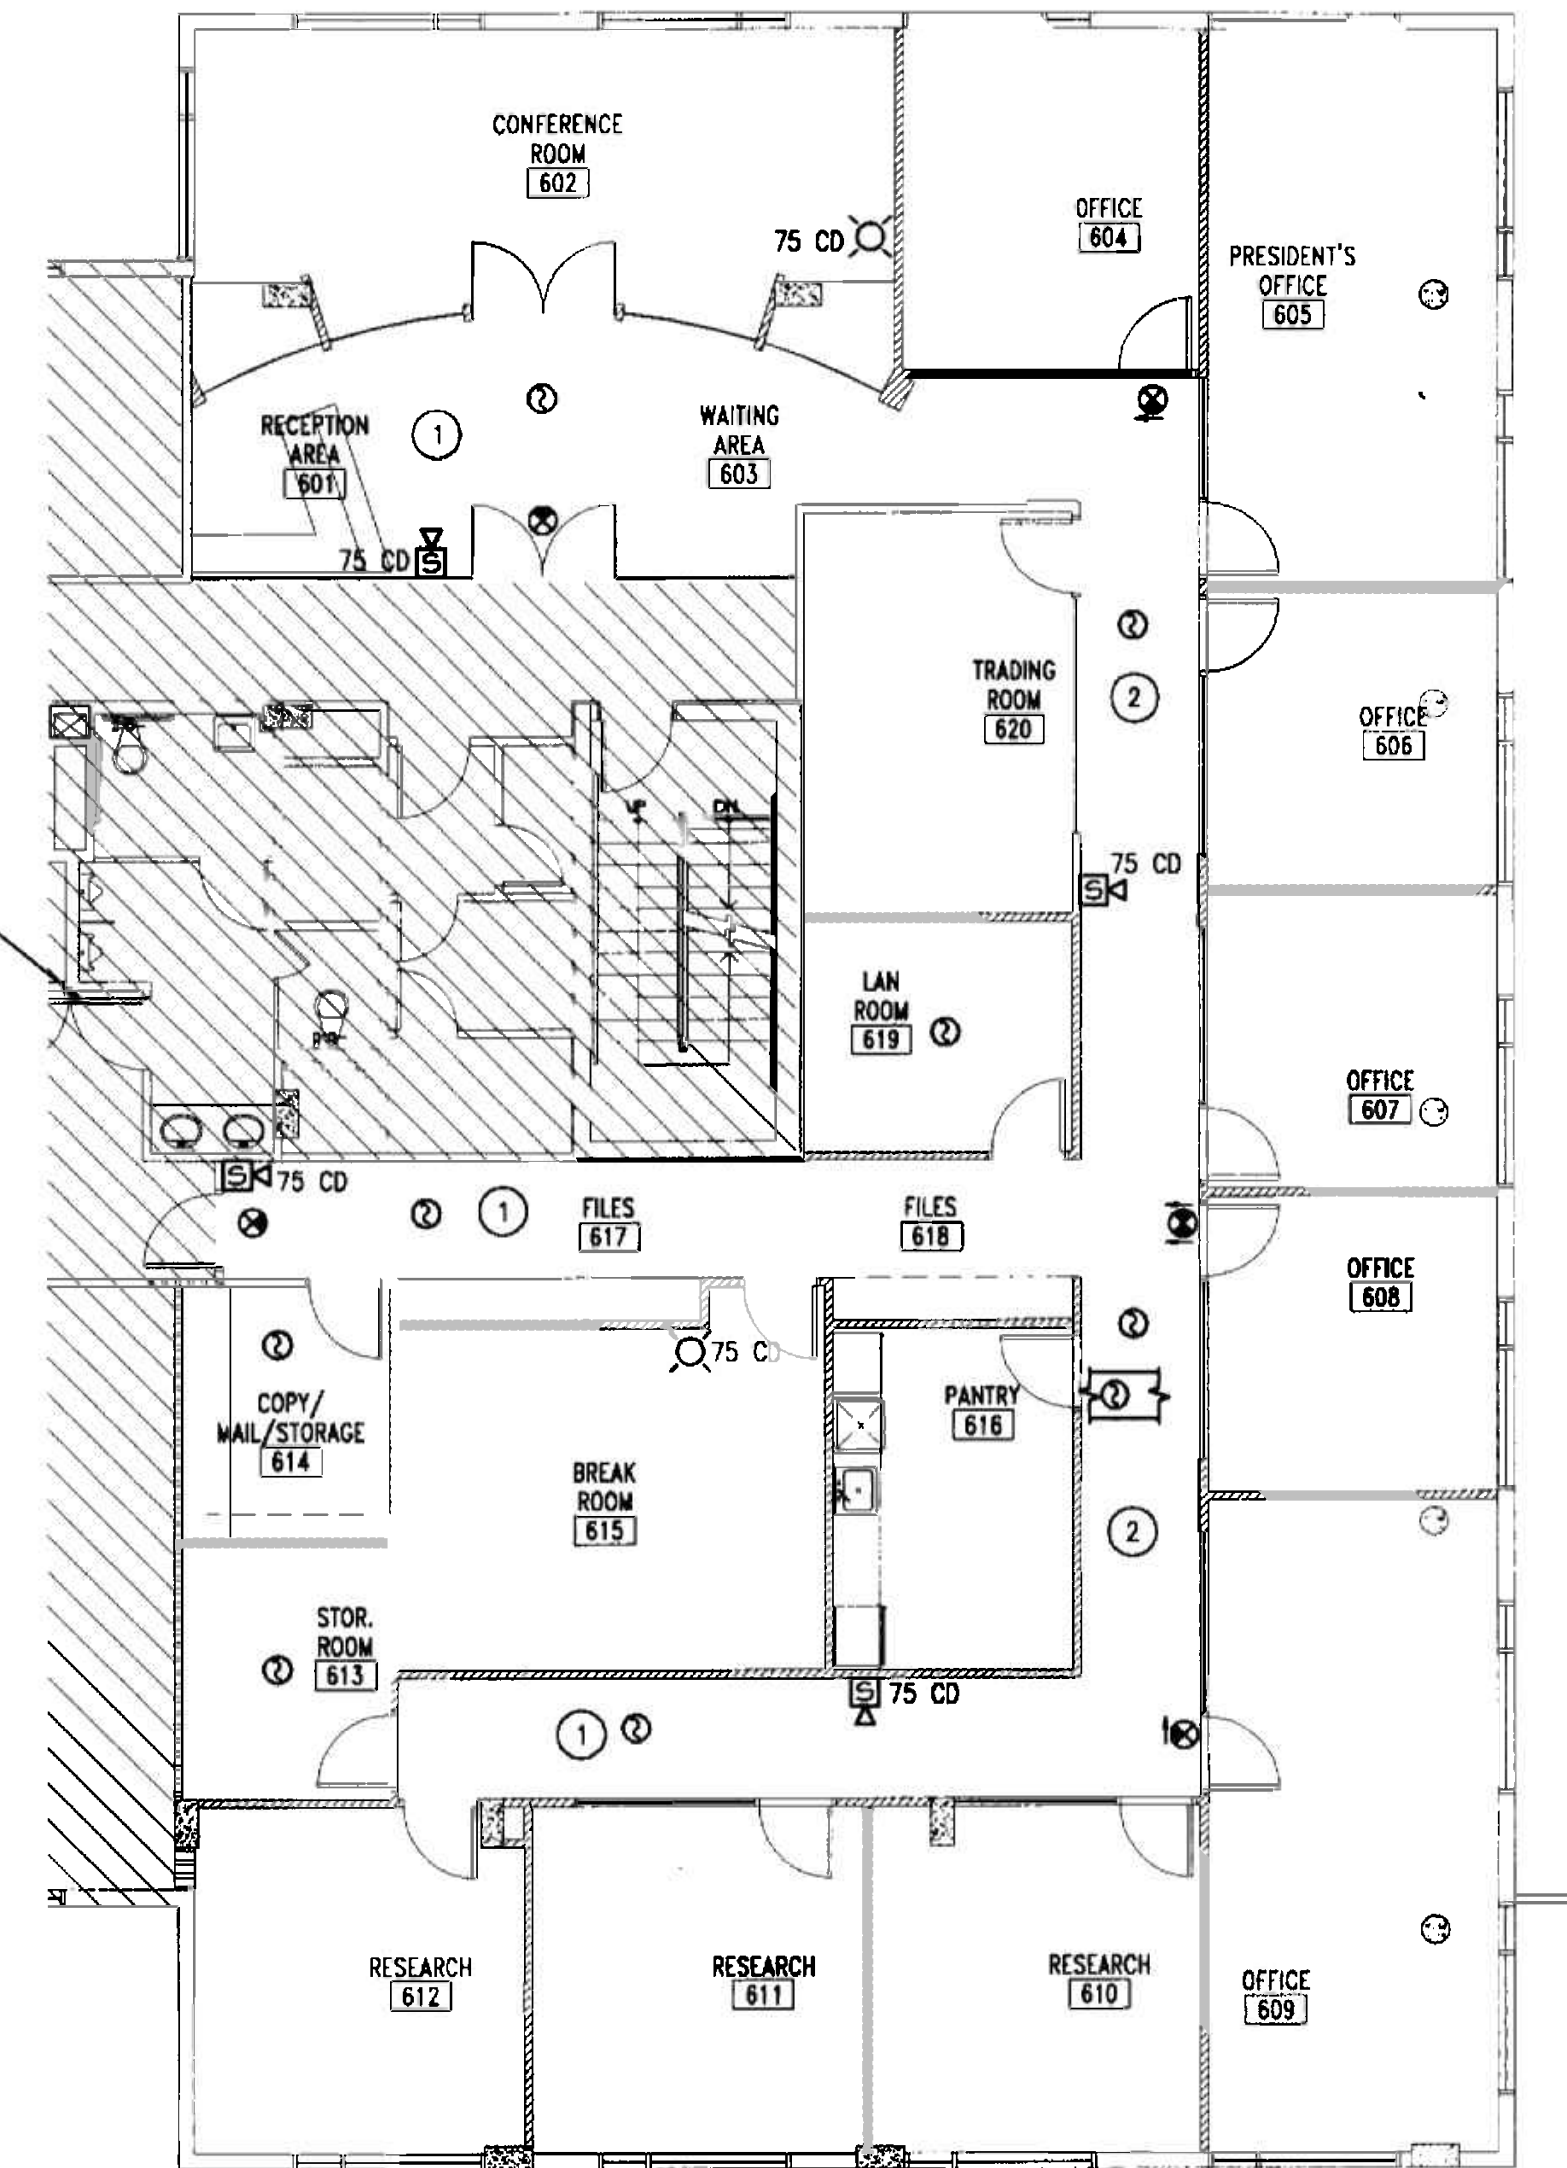 CONFERENCE
ROOM
602
75 CD
OFFICE
604
PRESIDENT'S
OFFICE
605
RECEPTION
AREA
601
1
WAITING
AREA
603
75 CD
S
TRADING
ROOM
620
2
OFFICE
606
UP
DN.
75 CD
S
LAN
ROOM
619
OFFICE
607
S
75 CD
1
FILES
617
FILES
618
OFFICE
608
75 CD
COPY/
MAIL/STORAGE
614
PANTRY
616
BREAK
ROOM
615
2
STOR.
ROOM
613
S
75 CD
1
RESEARCH
612
RESEARCH
611
RESEARCH
610
OFFICE
609